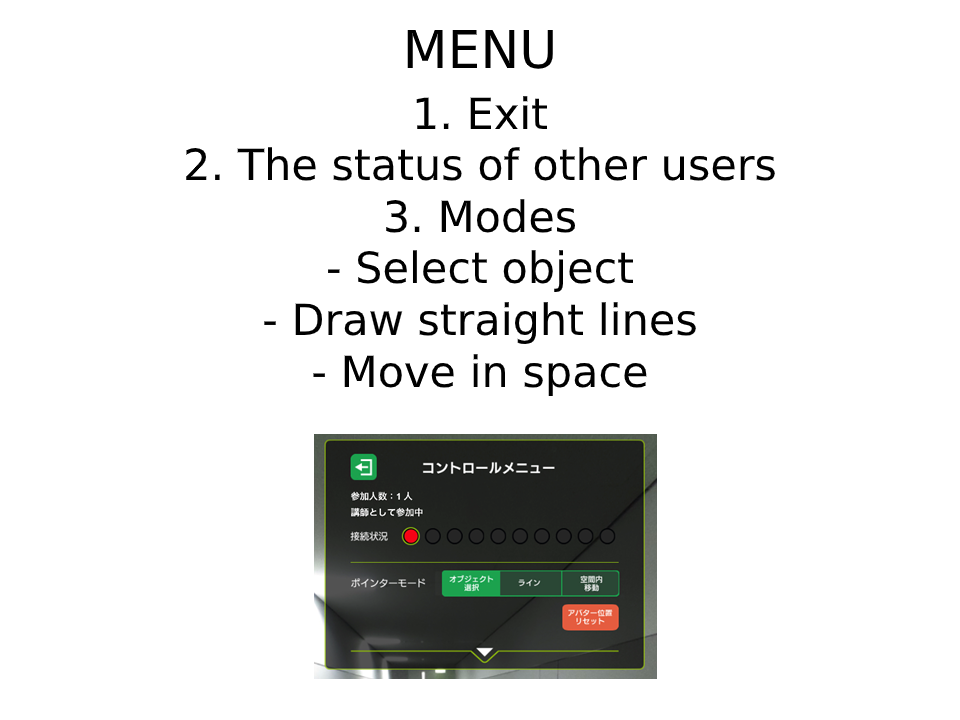 MENU
1. Exit
2. The status of other users
3. Modes
- Select object
- Draw straight lines
- Move in space
コントロールメニュー
参加人数：1人
講師として参加中
接続状況
ポインターモード
オブジェクト
選択
ライン
空間内
移動
アバター位置
リセット